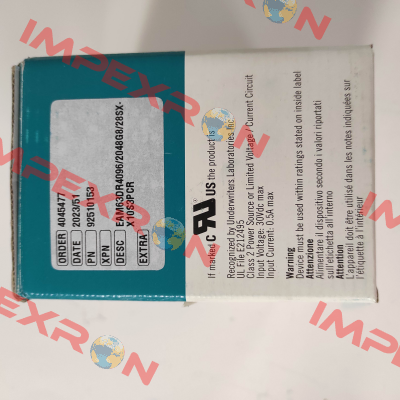 ORDER 4045477
DATE 2023/51
PN 92510153
XPN
DESC EAM63DR4096/2048G8/28SX-
X10S3PCR
EXTRA
If marked c RU US the product is
Recognized by Underwriters Laboratories Inc
UL File E212495
Class 2 Power Source or Limited Voltage / Current Circuit
Input Voltage: 30Vdc max
Input Current: 0.5A max
Warning
Device must be used within ratings stated on inside label
Attenzione
Alimentare il dispositivo secondo i valori riportati
sull'etichetta all'interno
Attention
L'appareil doit être utilisé dans les notes indiquées sur
l'étiquette à l'intérieur
IMPEXRON
IMPEXRON
IMPEXRON
IMPEXRON
IMPEXRON